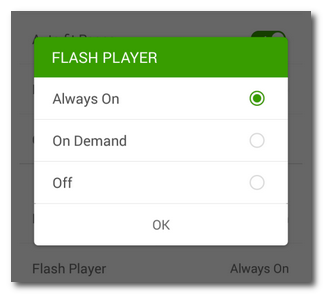 FLASH PLAYER
Always On
On Demand
Off
OK
Flash Player Always On